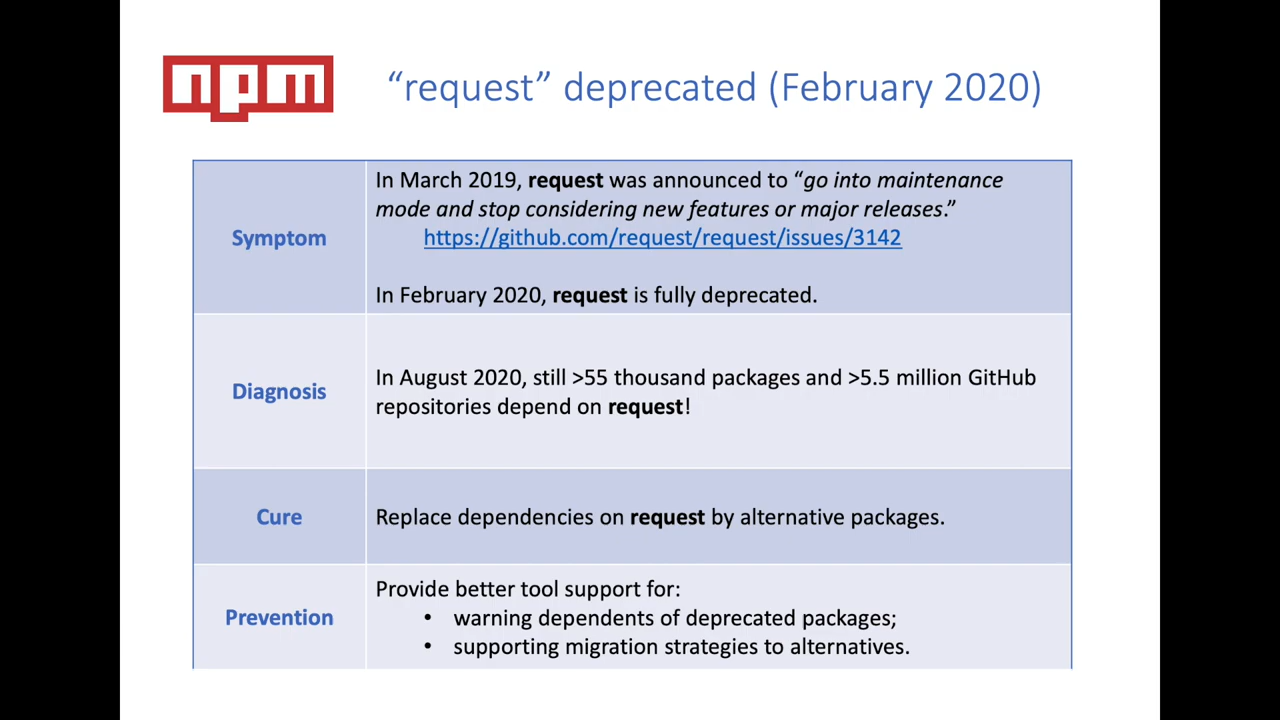 npm
“request” deprecated (February 2020)
Symptom
In March 2019, request was announced to “go into maintenance
mode and stop considering new features or major releases.”
https://github.com/request/request/issues/3142
In February 2020, request is fully deprecated.
Diagnosis
In August 2020, still >55 thousand packages and >5.5 million GitHub
repositories depend on request!
Cure
Replace dependencies on request by alternative packages.
Prevention
Provide better tool support for:
• warning dependents of deprecated packages;
• supporting migration strategies to alternatives.